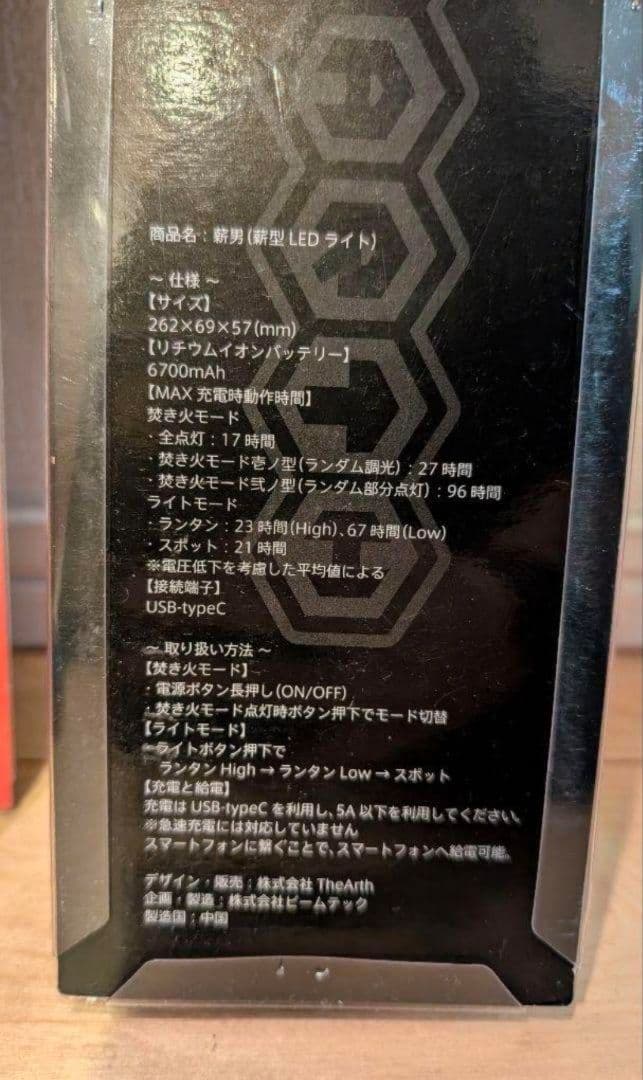 商品名：薪男(薪型 LED ライト)
～ 仕様 ～
【サイズ】
262×69×57(mm)
【リチウムイオンバッテリー】
6700mAh
【MAX 充電時動作時間】
焚き火モード
・全点灯：17 時間
・焚き火モード壱ノ型(ランダム調光)：27 時間
・焚き火モード弐ノ型(ランダム部分点灯)：96 時間
ライトモード
・ランタン：23 時間(High)、67 時間(Low)
・スポット：21 時間
※電圧低下を考慮した平均値による
【接続端子】
USB-typeC
～ 取り扱い方法 ～
【焚き火モード】
・電源ボタン長押し(ON/OFF)
・焚き火モード点灯時ボタン押下でモード切替
【ライトモード】
・ライトボタン押下で
ランタン High → ランタン Low → スポット
【充電と給電】
充電は USB-typeC を利用し、5A 以下を利用してください。
※急速充電には対応していません
スマートフォンに繋ぐことで、スマートフォンへ給電可能。
デザイン・販売：株式会社 TheArth
企画・製造：株式会社ビームテック
製造国：中国